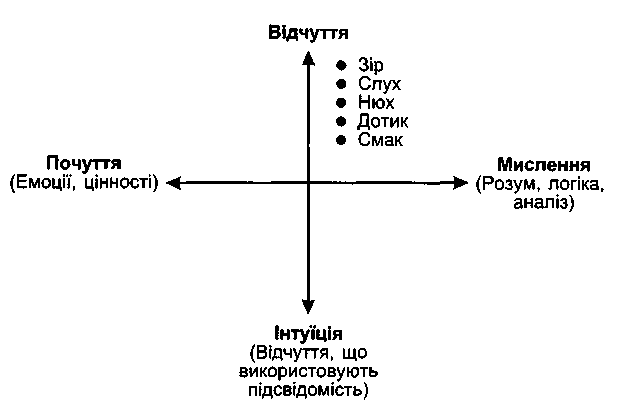 Відчуття
● Зір
● Слух
● Нюх
● Дотик
● Смак
Почуття
(Емоції, цінності)
Мислення
(Розум, логіка,
аналіз)
Інтуїція
(Відчуття, що
використовують
підсвідомість)